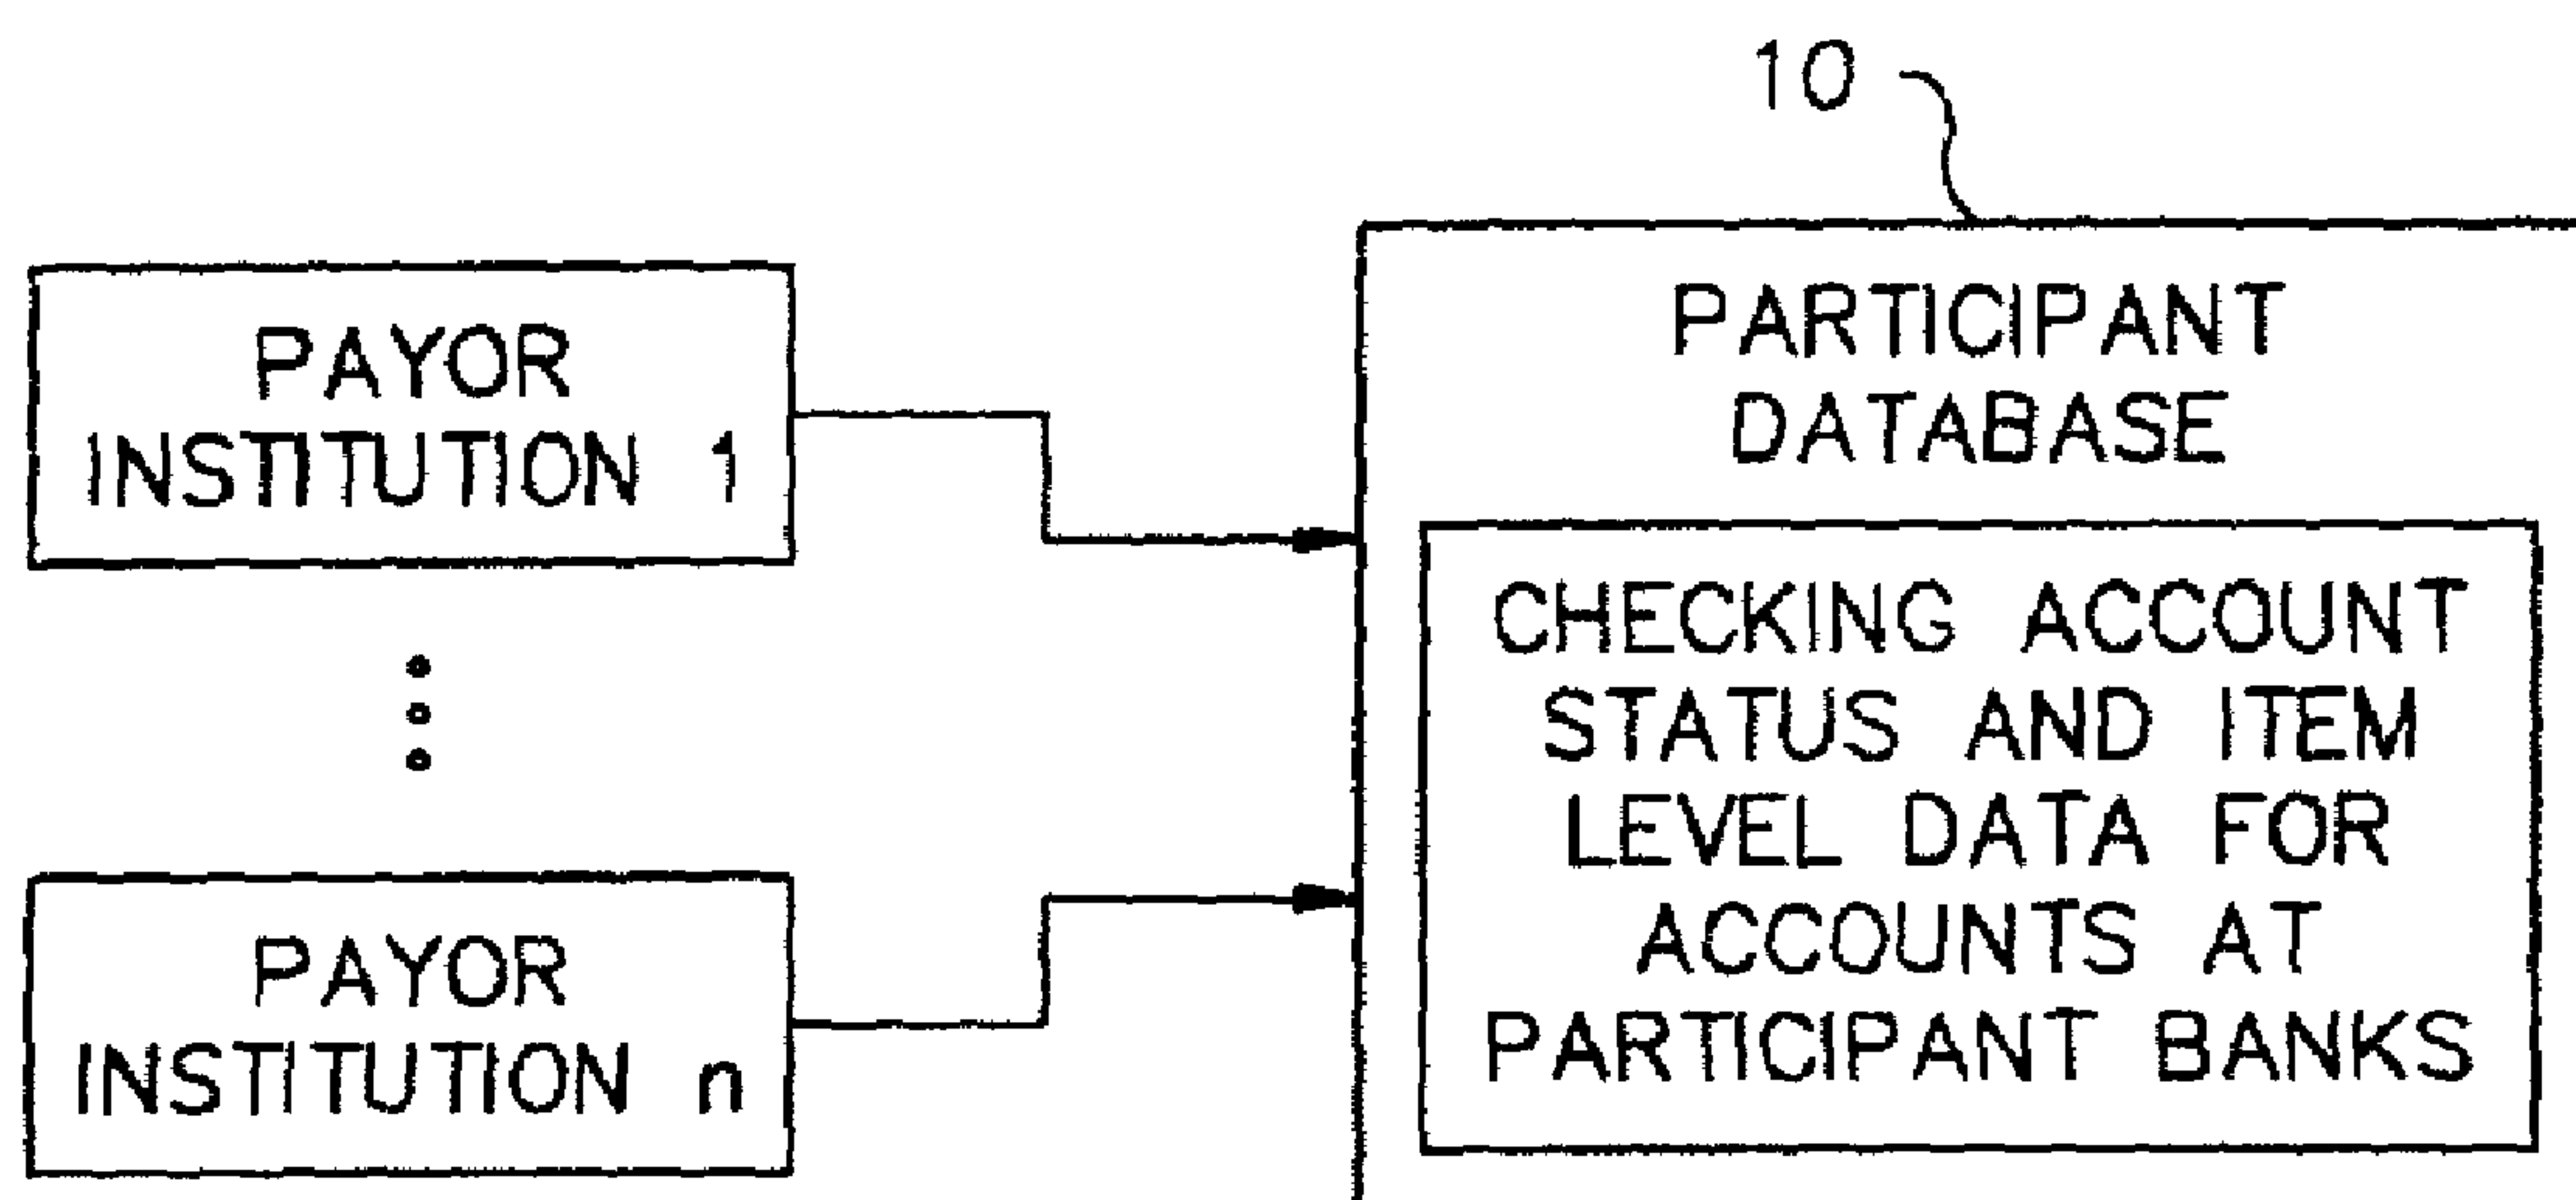 10
PAYOR
INSTITUTION 1
PAYOR
INSTITUTION n
PARTICIPANT
DATABASE
CHECKING ACCOUNT
STATUS AND ITEM
LEVEL DATA FOR
ACCOUNTS AT
PARTICIPANT BANKS